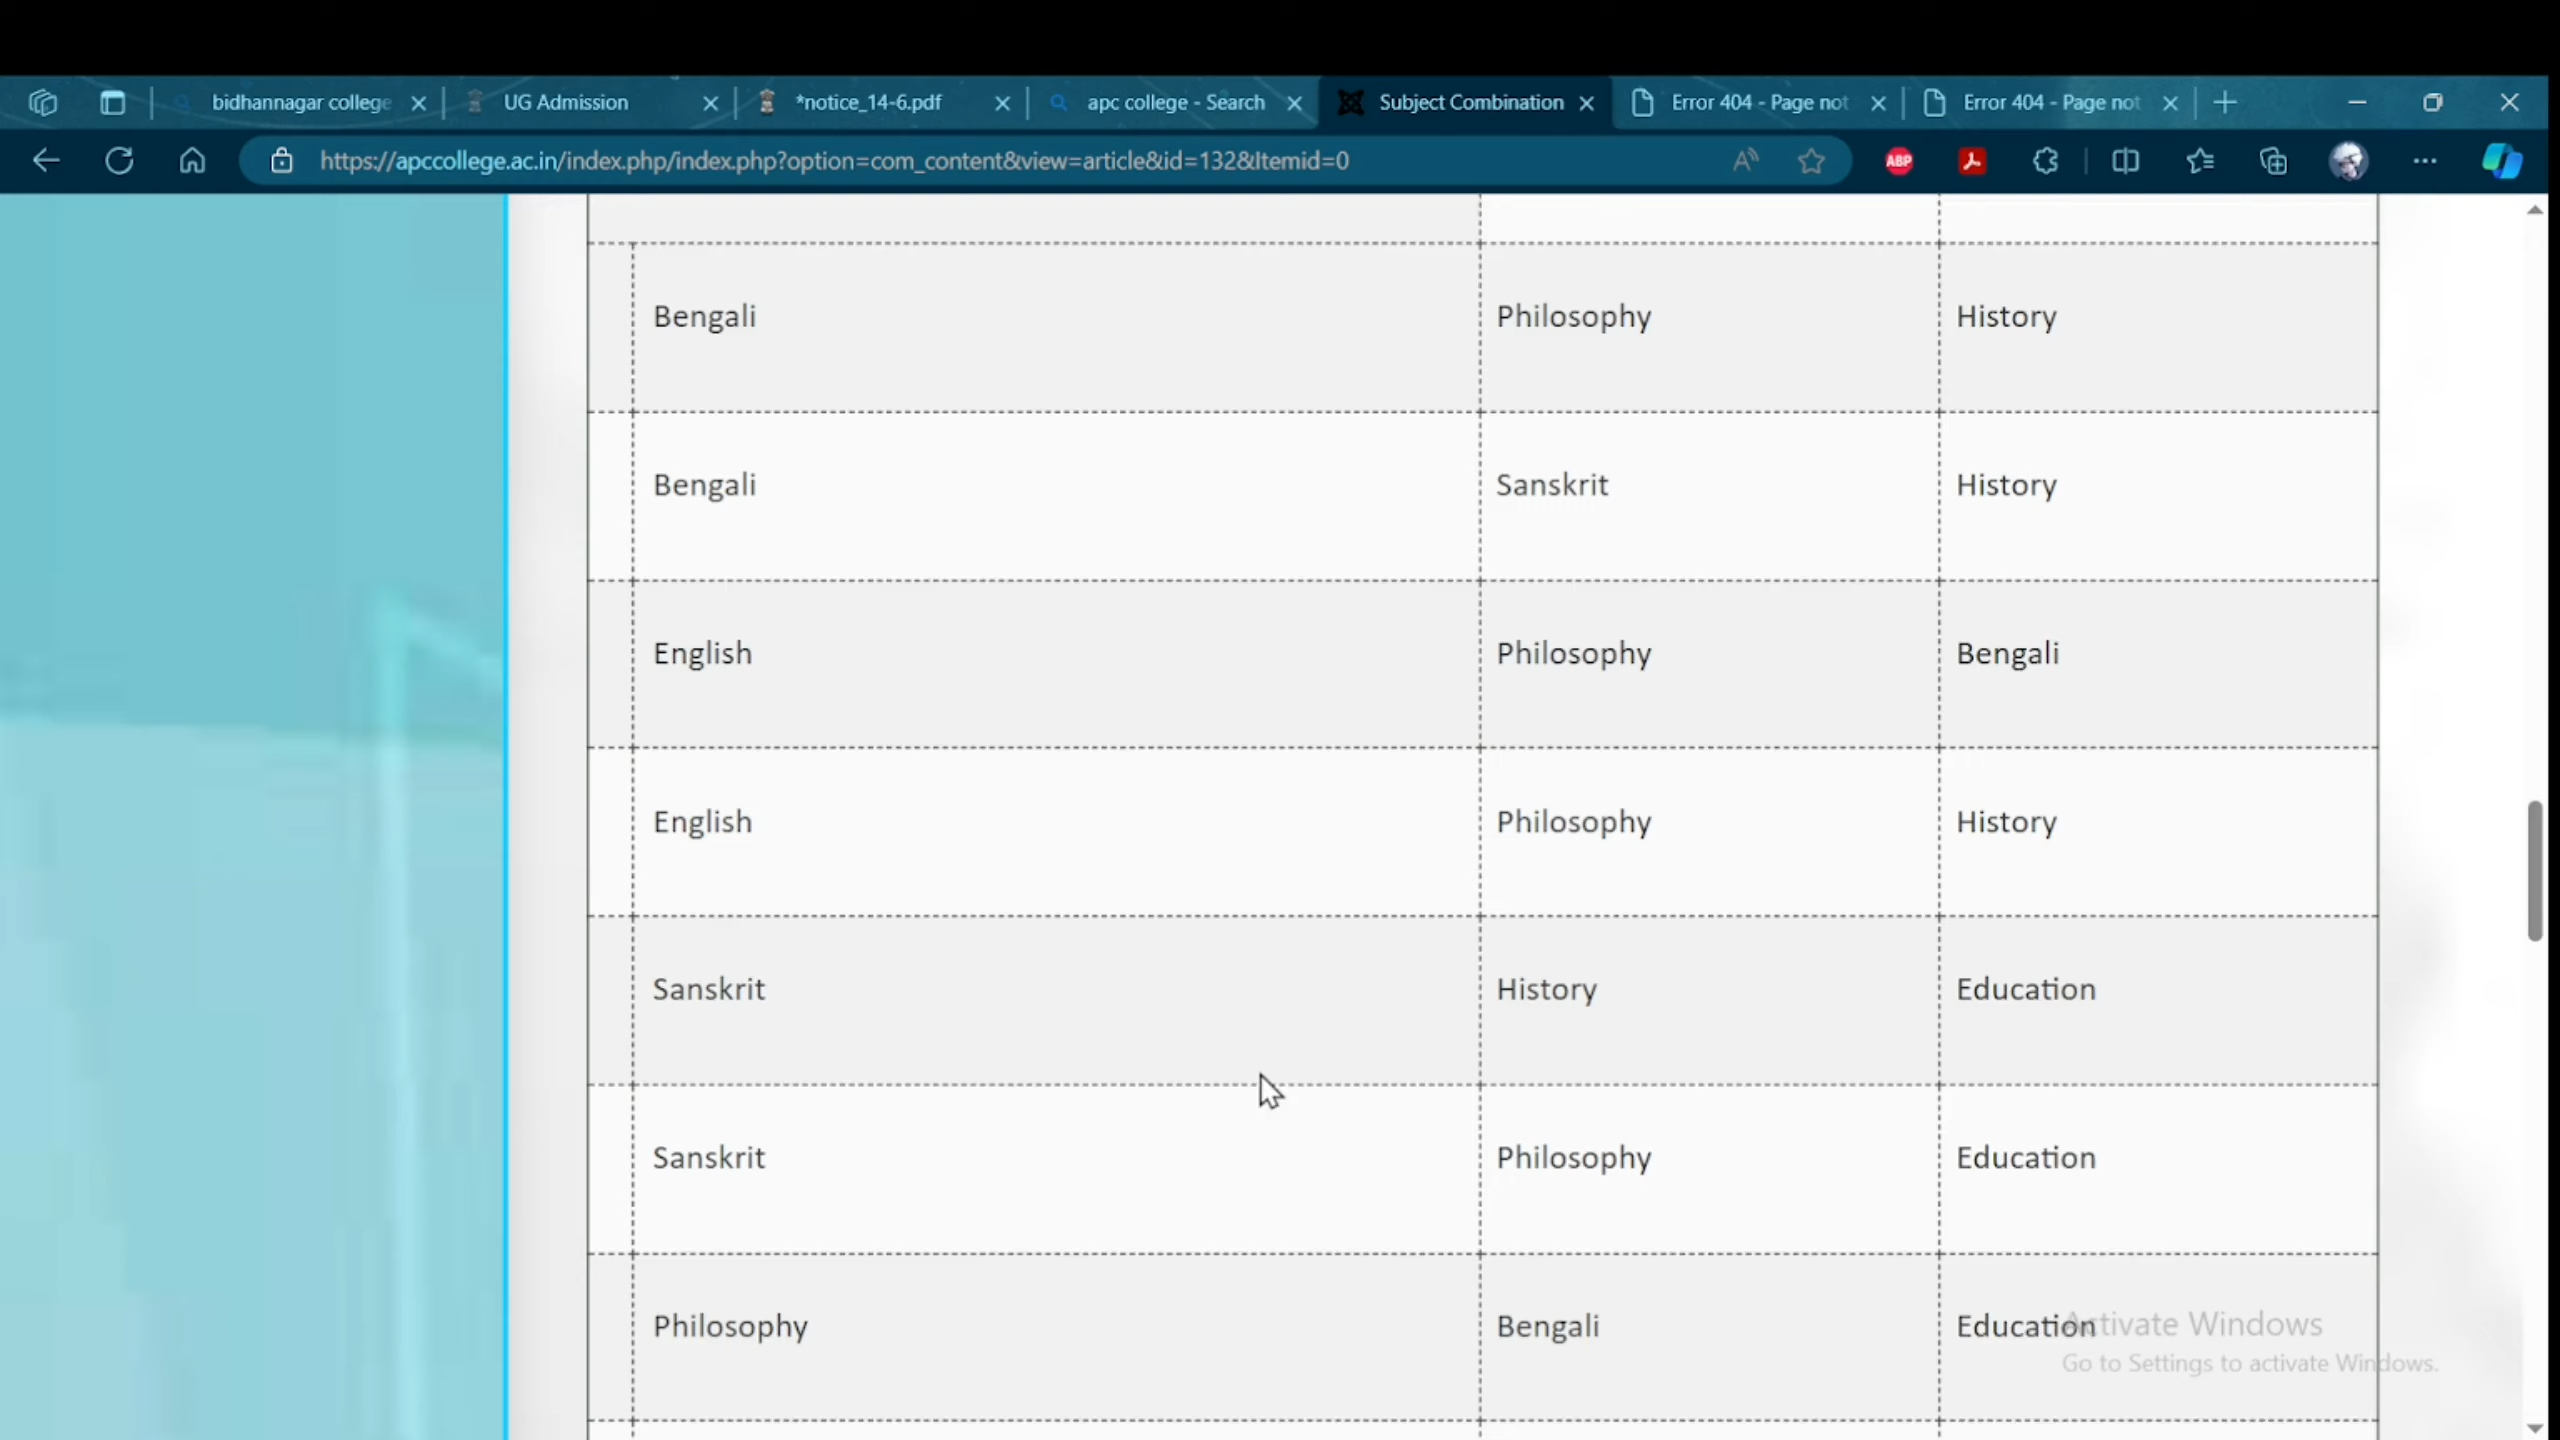 bidhannagar college
UG Admission
*notice_14-6.pdf
apc college - Search
Subject Combination
Error 404 - Page not
Error 404 - Page not
https://apccollege.ac.in/index.php/index.php?option=com_content&view=article&id=132&Itemid=0
ABP
Bengali Philosophy History
Bengali Sanskrit History
English Philosophy Bengali
English Philosophy History
Sanskrit History Education
Sanskrit Philosophy Education
Philosophy Bengali Education
Activate Windows
Go to Settings to activate Windows.